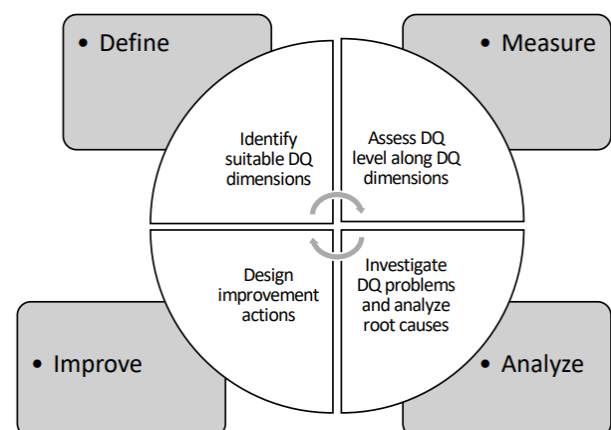 • Define
• Measure
Identify
suitable DQ
dimensions
Assess DQ
level along DQ
dimensions
Design
improvement
actions
Investigate
DQ problems
and analyze
root causes
• Improve
• Analyze